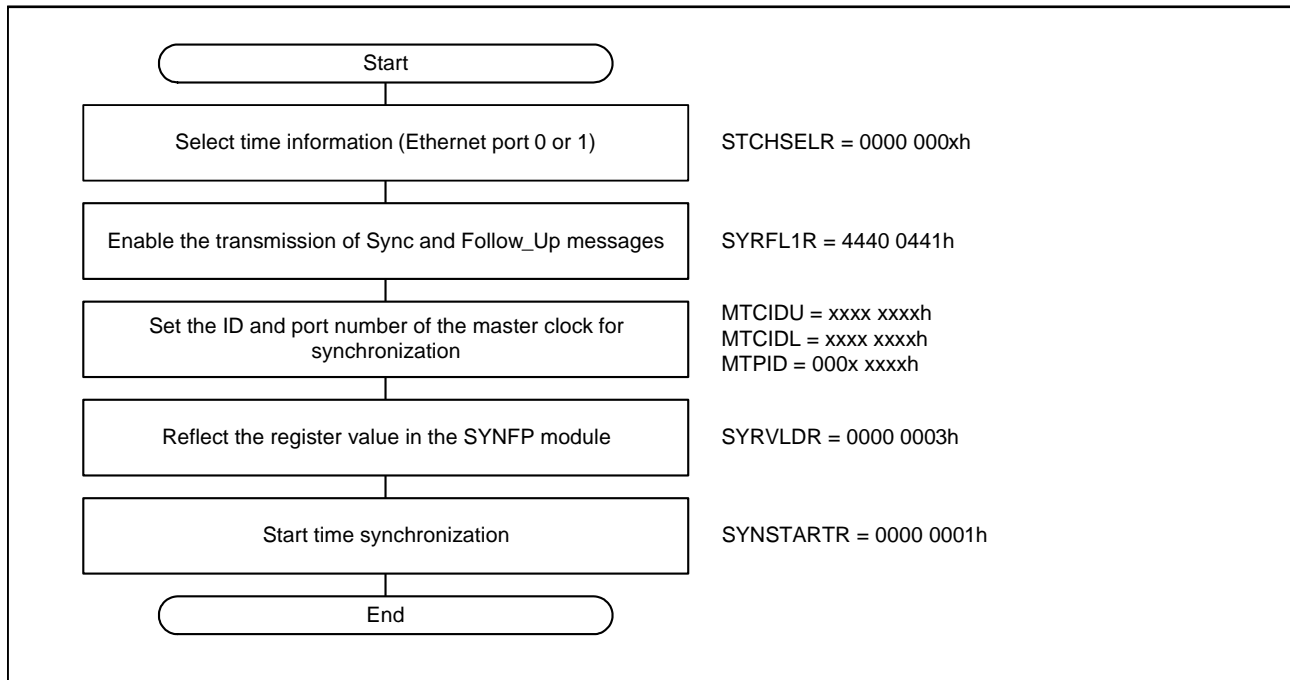 Start
Select time information (Ethernet port 0 or 1)
STCHSELR = 0000 000xh
Enable the transmission of Sync and Follow_Up messages
SYRFL1R = 4440 0441h
Set the ID and port number of the master clock for
synchronization
MTCIDU = xxxx xxxxh
MTCIDL = xxxx xxxxh
MTPID = 000x xxxxh
Reflect the register value in the SYNFP module
SYRVLDR = 0000 0003h
Start time synchronization
SYNSTARTR = 0000 0001h
End